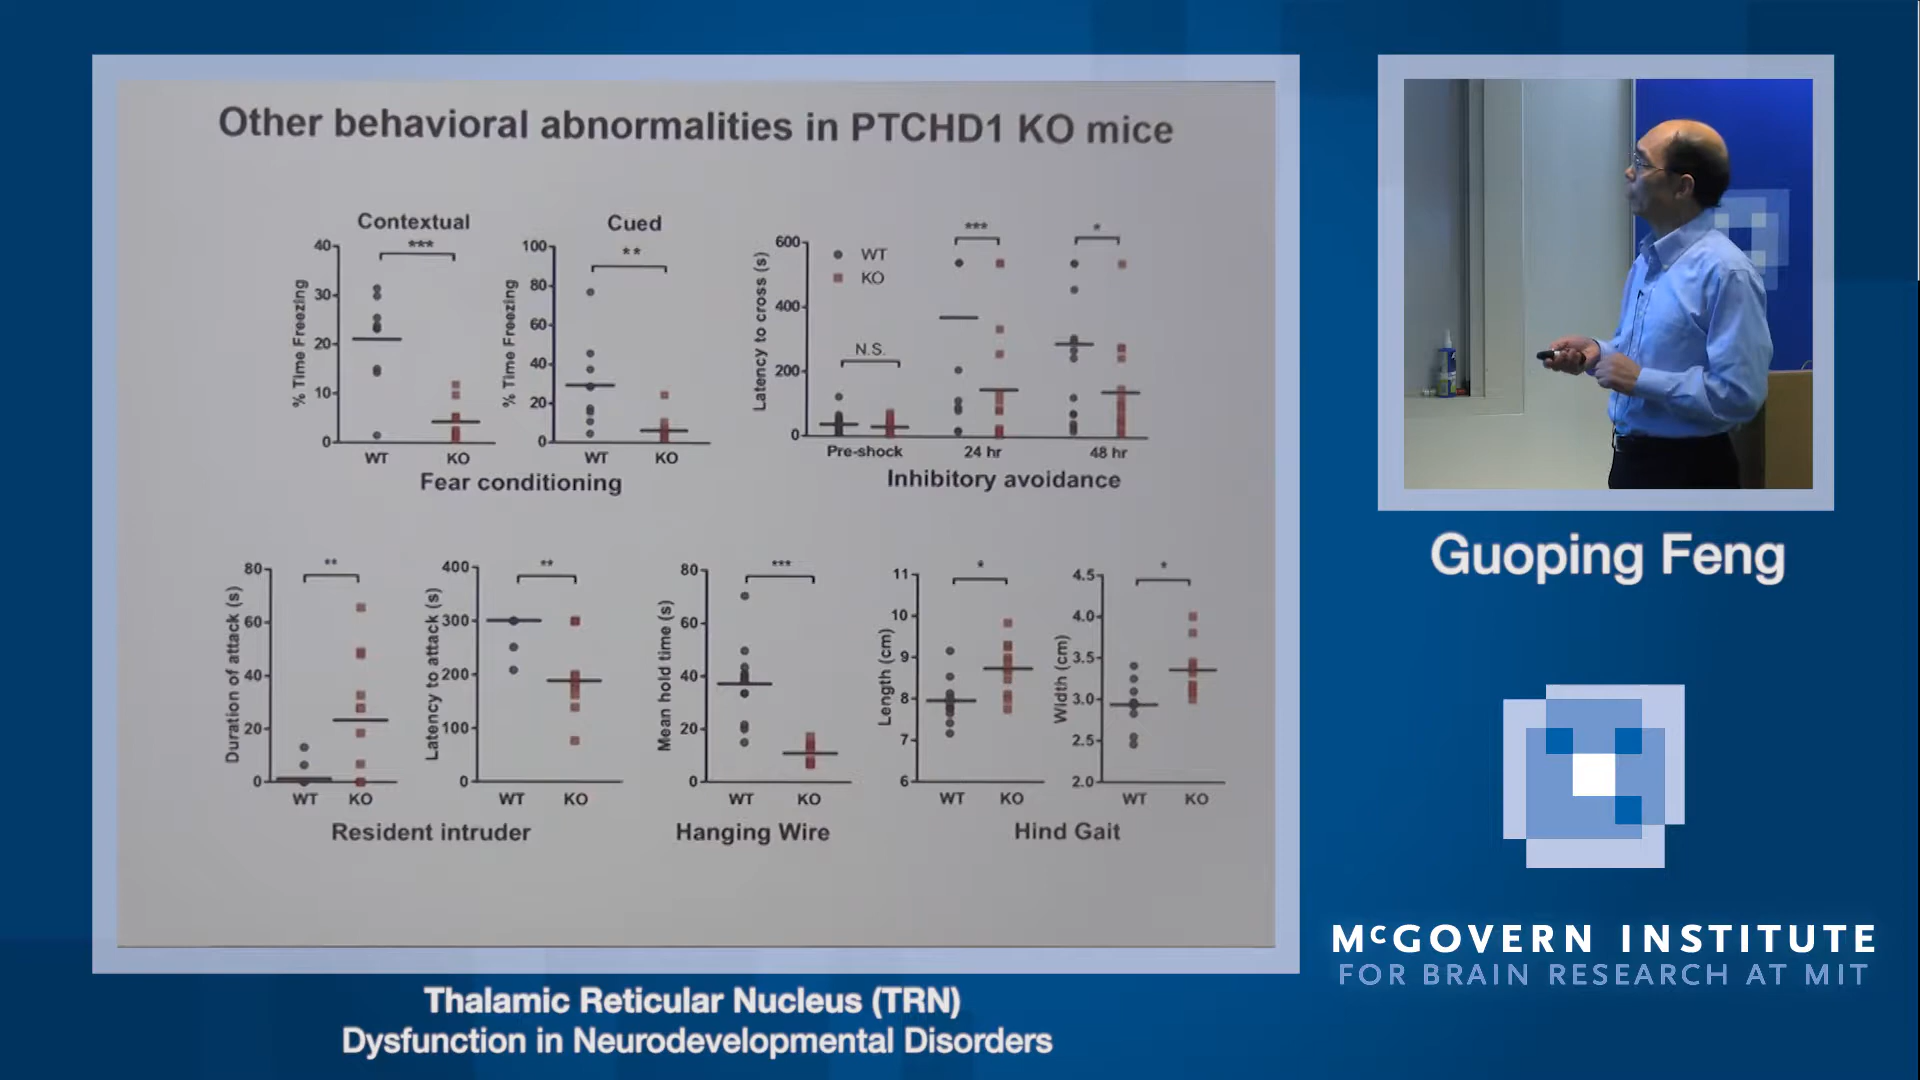 Other behavioral abnormalities in PTCHD1 KO mice
Contextual
***
40
30
20
10
0
% Time Freezing
WT
KO
Cued
**
100
80
60
40
20
0
% Time Freezing
WT
KO
Fear conditioning
600
400
200
0
Latency to cross (s)
WT
KO
N.S.
***
*
Pre-shock
24 hr
48 hr
Inhibitory avoidance
80
60
40
20
0
Duration of attack (s)
**
WT
KO
400
300
200
100
0
Latency to attack (s)
**
WT
KO
Resident intruder
80
60
40
20
0
Mean hold time (s)
***
WT
KO
Hanging Wire
11
10
9
8
7
6
Length (cm)
*
WT
KO
4.5
4.0
3.5
3.0
2.5
2.0
Width (cm)
*
WT
KO
Hind Gait
Guoping Feng
McGOVERN INSTITUTE
FOR BRAIN RESEARCH AT MIT
Thalamic Reticular Nucleus (TRN)
Dysfunction in Neurodevelopmental Disorders